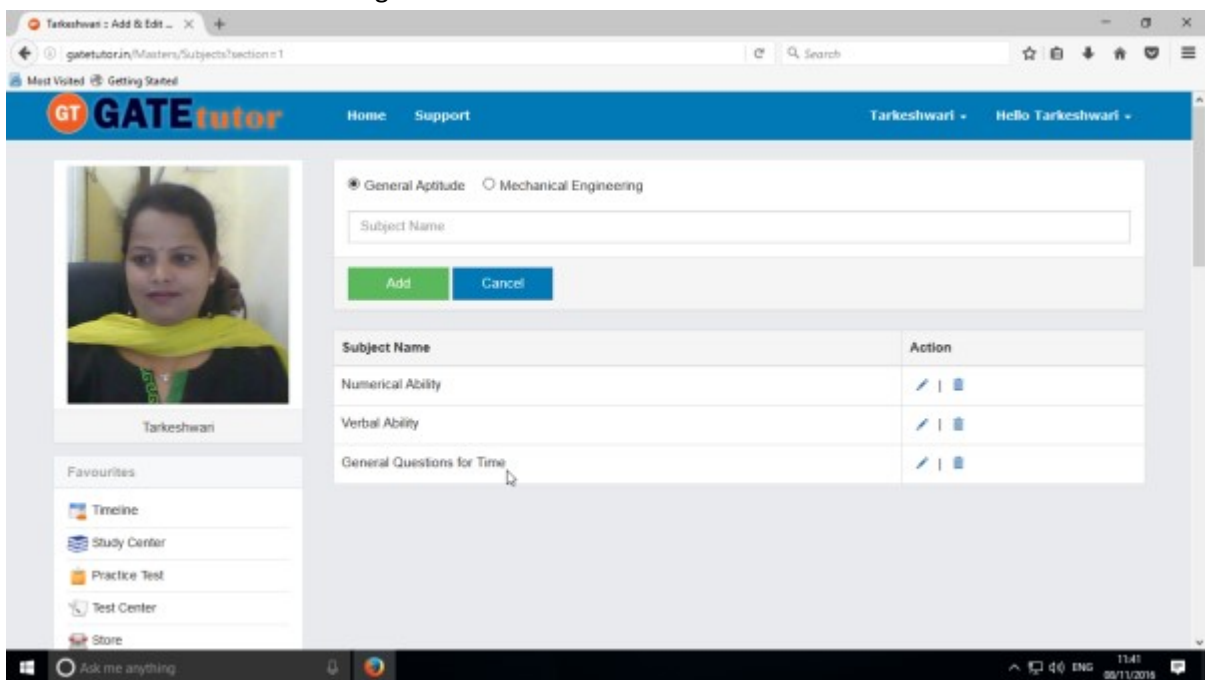 Tarkeshwari :: Add & Edit ...
gatetutor.in/Masters/Subjects?section=1
Search
Most Visited Getting Started
GT GATEtutor Home Support Tarkeshwari Hello Tarkeshwari
General Aptitude Mechanical Engineering
Subject Name
Add Cancel
Subject Name Action
Numerical Ability |
Verbal Ability |
General Questions for Time |
Tarkeshwari
Favourites
Timeline
Study Center
Practice Test
Test Center
Store
Ask me anything
ENG 11:41
08/11/2016